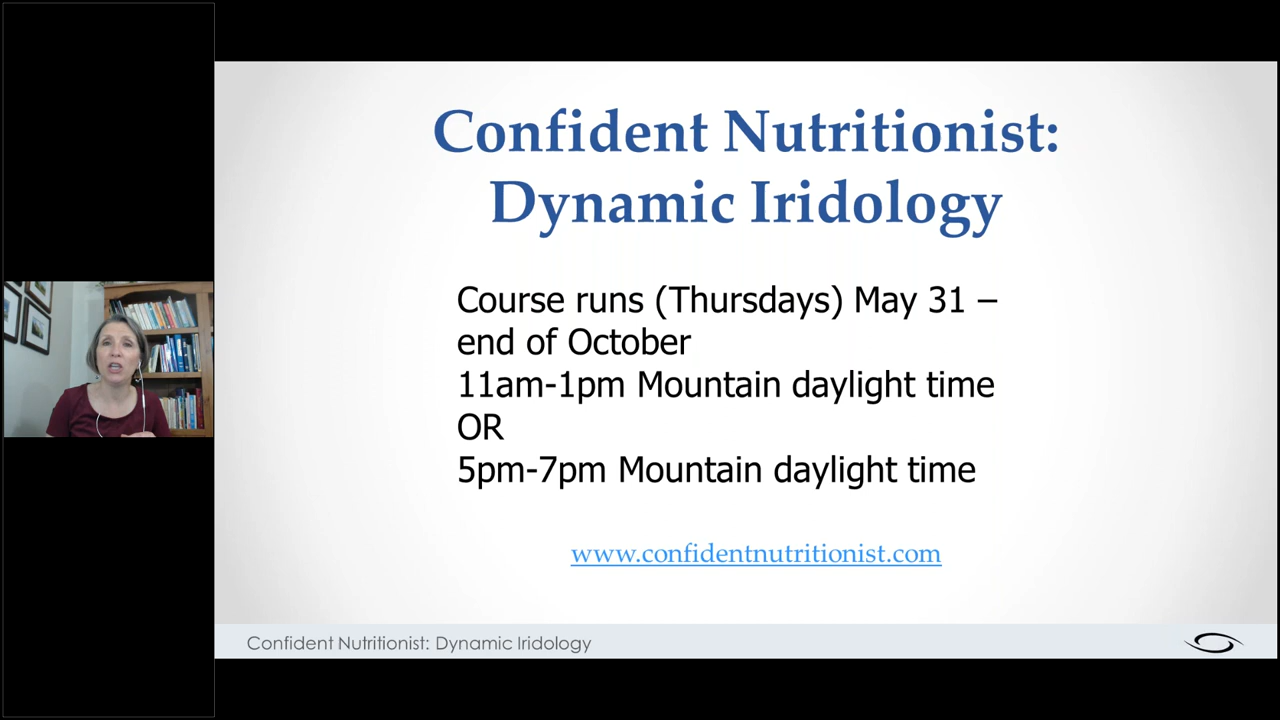 Confident Nutritionist:
Dynamic Iridology
Course runs (Thursdays) May 31 –
end of October
11am-1pm Mountain daylight time
OR
5pm-7pm Mountain daylight time
www.confidentnutritionist.com
Confident Nutritionist: Dynamic Iridology